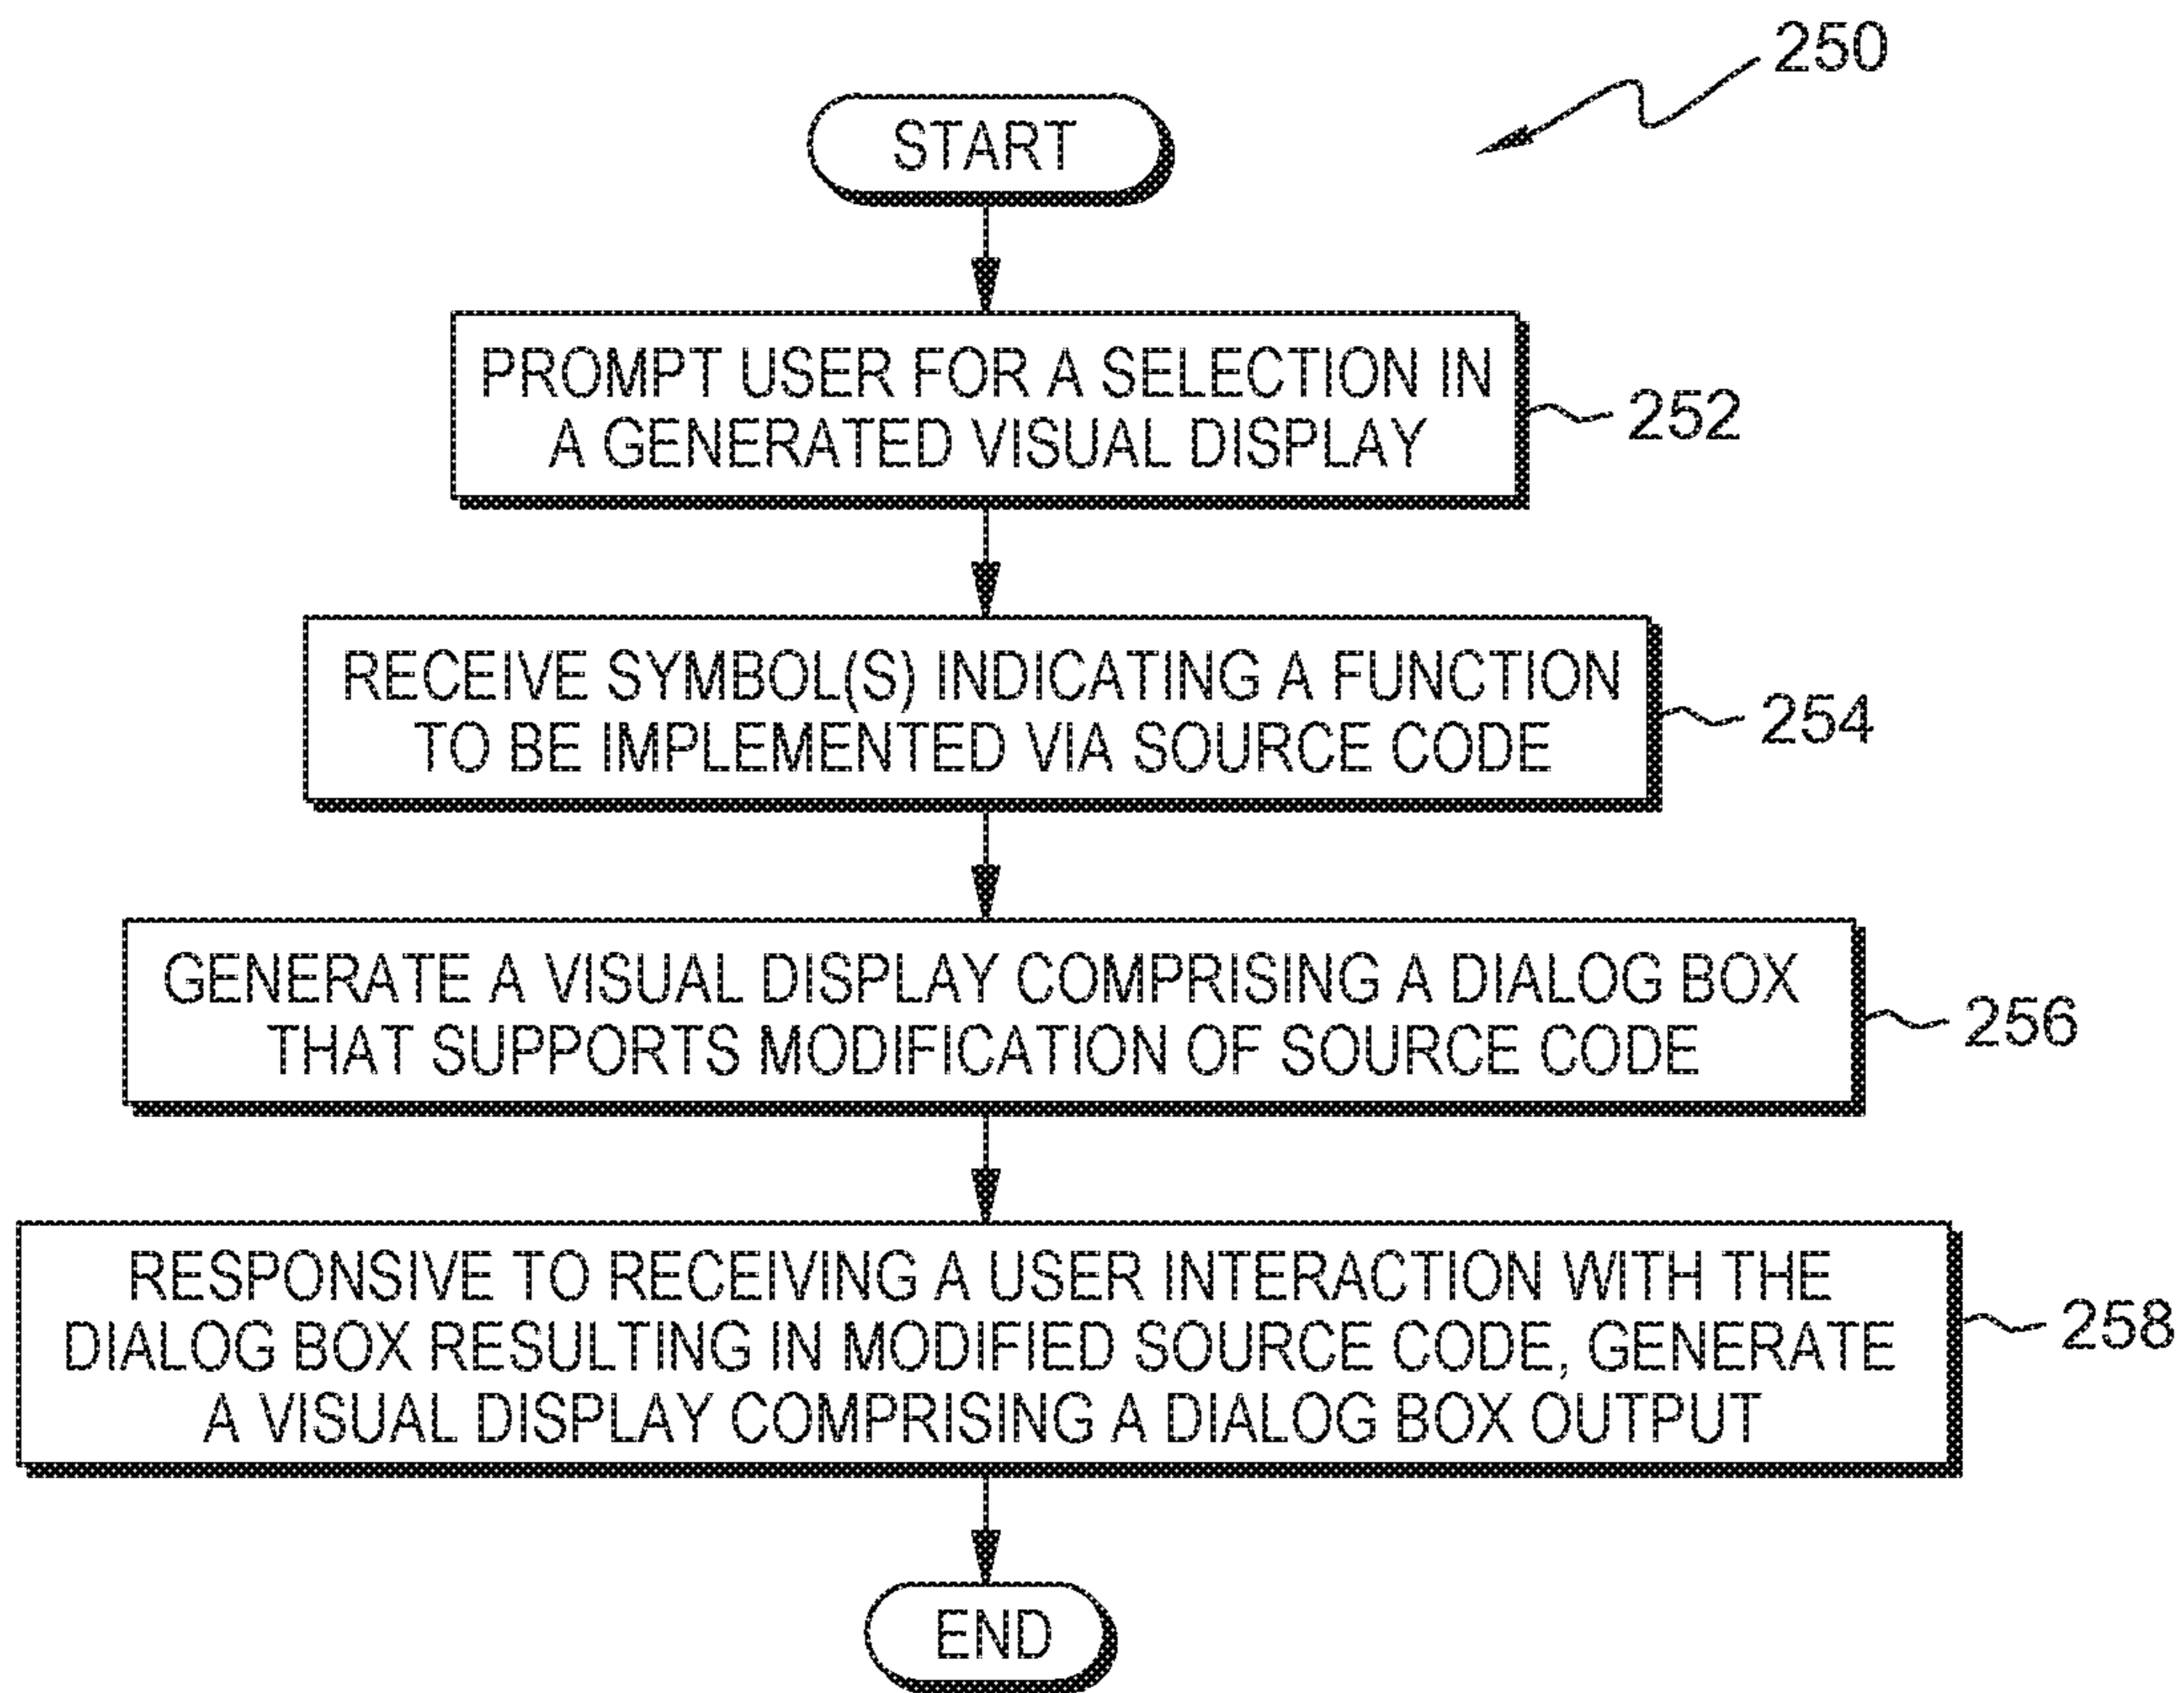 250
START
PROMPT USER FOR A SELECTION IN
A GENERATED VISUAL DISPLAY
252
RECEIVE SYMBOL(S) INDICATING A FUNCTION
TO BE IMPLEMENTED VIA SOURCE CODE
254
GENERATE A VISUAL DISPLAY COMPRISING A DIALOG BOX
THAT SUPPORTS MODIFICATION OF SOURCE CODE
256
RESPONSIVE TO RECEIVING A USER INTERACTION WITH THE
DIALOG BOX RESULTING IN MODIFIED SOURCE CODE, GENERATE
A VISUAL DISPLAY COMPRISING A DIALOG BOX OUTPUT
258
END